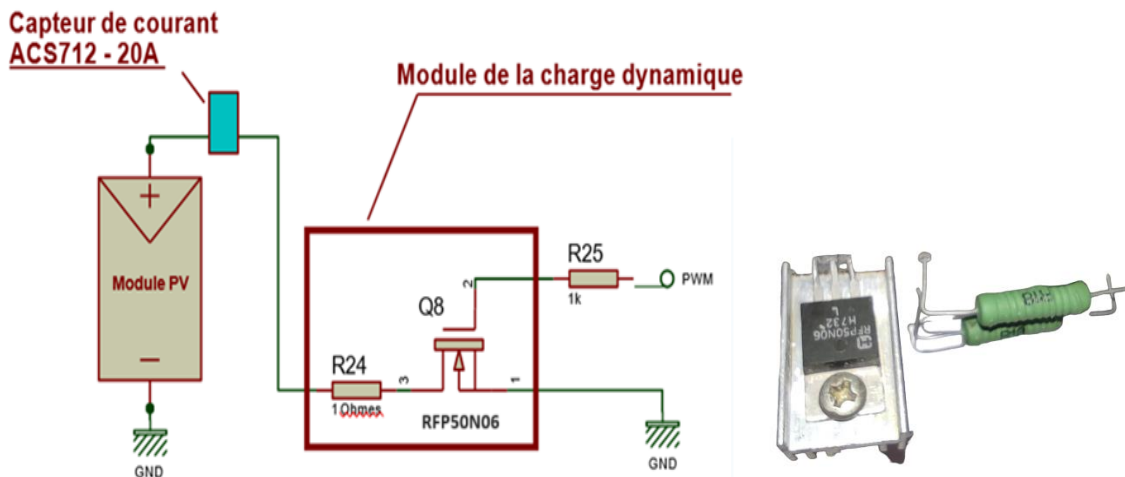 Capteur de courant
ACS712 - 20A
Module de la charge dynamique
+
Module PV
GND
R24
1 Ohmes
3
Q8
2
1
RFP50N06
R25
1k
PWM
GND
RFP50N06